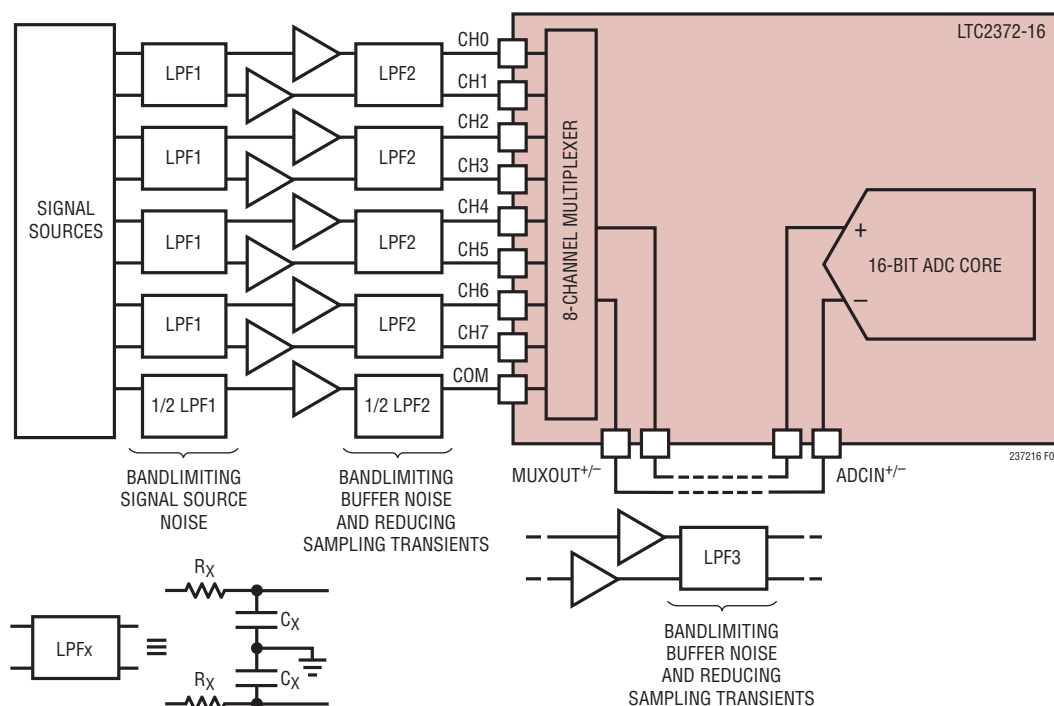 LTC2372-16
SIGNAL
SOURCES
LPF1
LPF1
LPF1
LPF1
1/2 LPF1
LPF2
LPF2
LPF2
LPF2
1/2 LPF2
CH0
CH1
CH2
CH3
CH4
CH5
CH6
CH7
COM
8-CHANNEL MULTIPLEXER
+
16-BIT ADC CORE
–
MUXOUT+/–
ADCIN+/–
237216 F0
BANDLIMITING
SIGNAL SOURCE
NOISE
BANDLIMITING
BUFFER NOISE
AND REDUCING
SAMPLING TRANSIENTS
LPF3
BANDLIMITING
BUFFER NOISE
AND REDUCING
SAMPLING TRANSIENTS
LPFx
≡
RX
CX
CX
RX